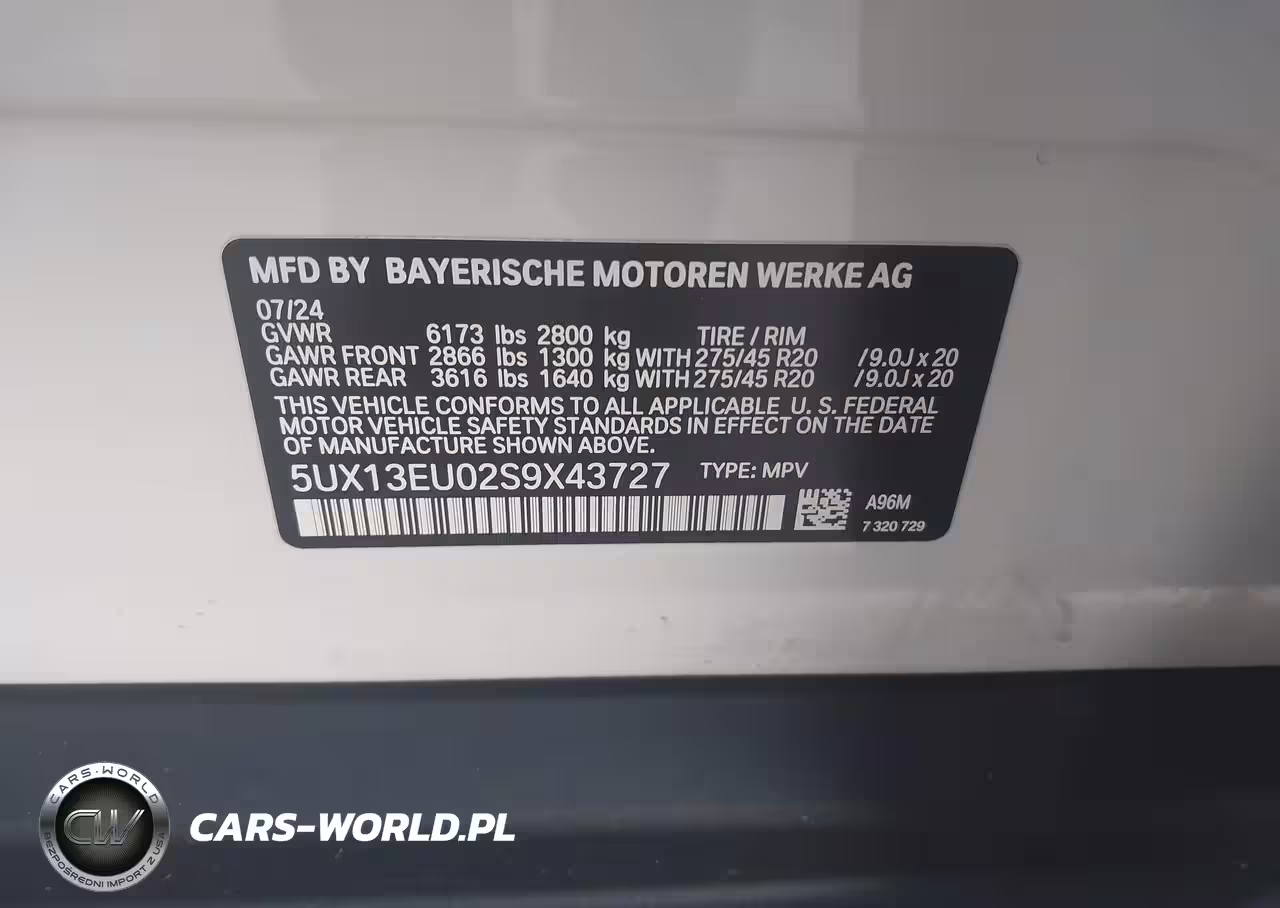 MFD BY BAYERISCHE MOTOREN WERKE AG
07/24
GVWR 6173 lbs 2800 kg TIRE / RIM
GAWR FRONT 2866 lbs 1300 kg WITH 275/45 R20 /9.0J x 20
GAWR REAR 3616 lbs 1640 kg WITH 275/45 R20 /9.0J x 20
THIS VEHICLE CONFORMS TO ALL APPLICABLE U. S. FEDERAL
MOTOR VEHICLE SAFETY STANDARDS IN EFFECT ON THE DATE
OF MANUFACTURE SHOWN ABOVE.
5UX13EU02S9X43727 TYPE: MPV
A96M
7 320 729
CARS-WORLD
CW
BEZPOŚREDNI IMPORT Z USA
CARS-WORLD.PL